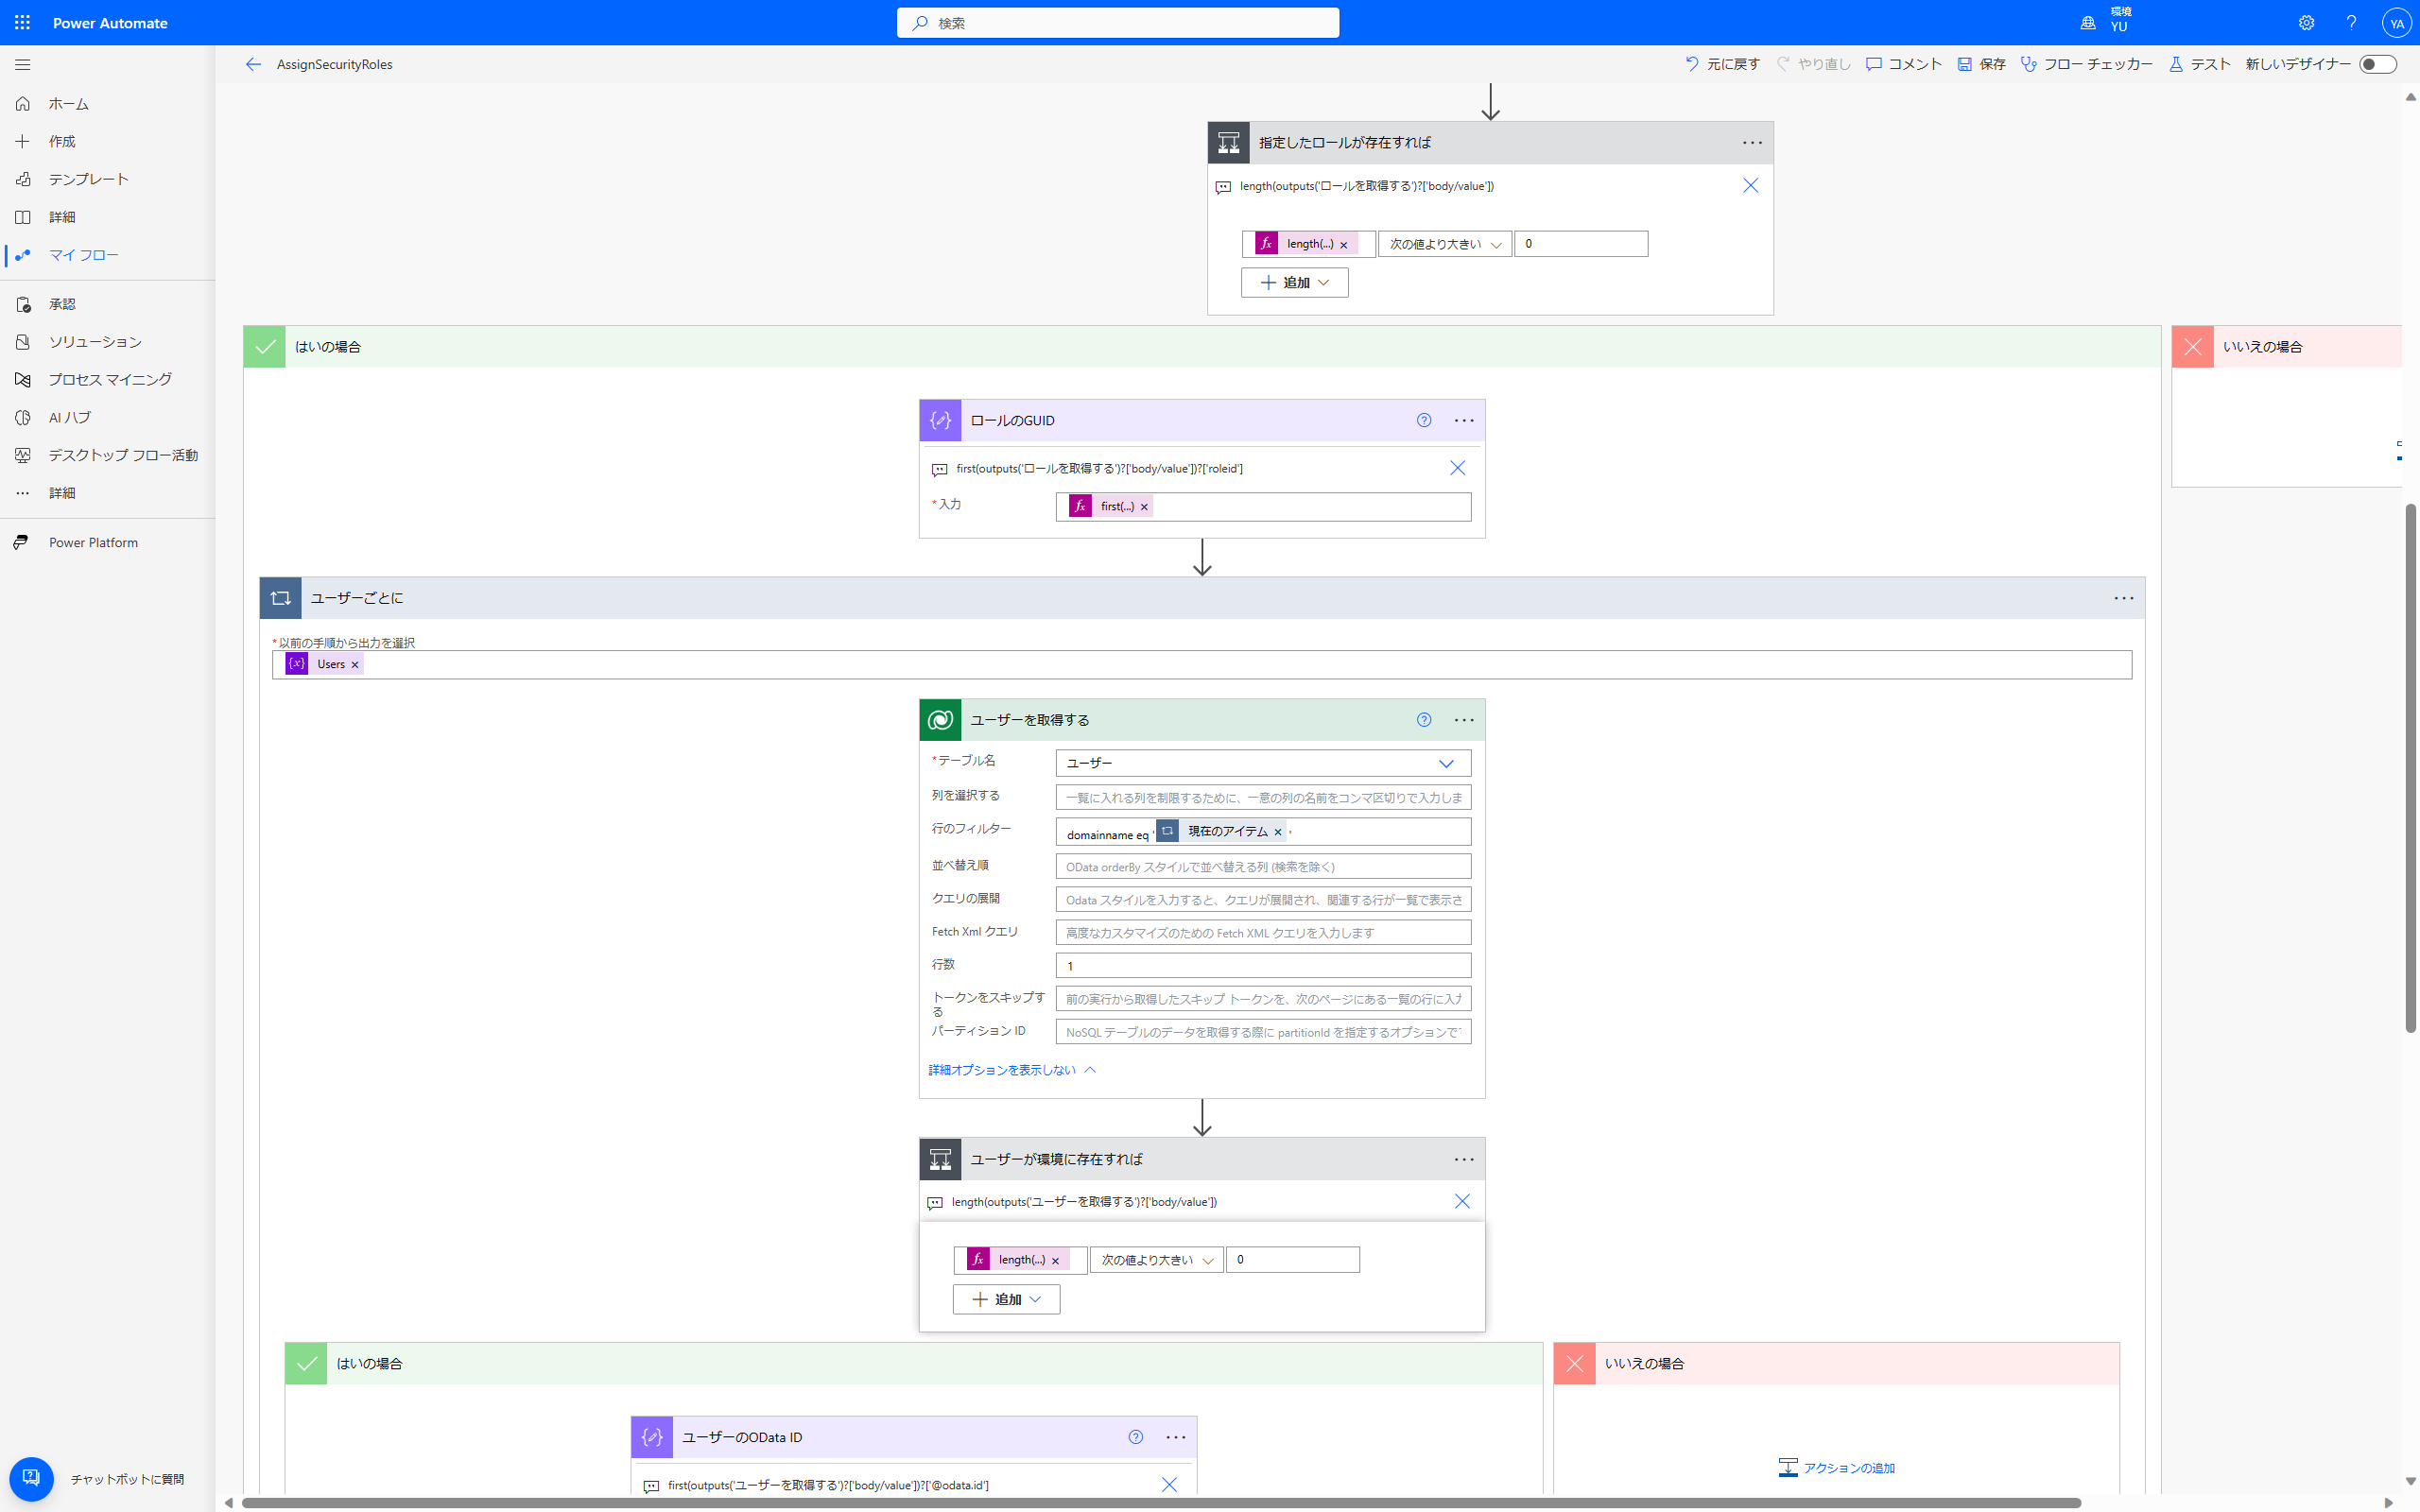 Power Automate
検索
環境
YU
YA
AssignSecurityRoles
元に戻す
やり直し
コメント
保存
フロー チェッカー
テスト
新しいデザイナー
ホーム
作成
テンプレート
詳細
マイ フロー
承認
ソリューション
プロセス マイニング
AI ハブ
デスクトップ フロー活動
詳細
Power Platform
チャットボットに質問
指定したロールが存在すれば
length(outputs('ロールを取得する')?['body/value'])
length(...)
次の値より大きい
0
追加
はいの場合
いいえの場合
ロールのGUID
first(outputs('ロールを取得する')?['body/value'])?['roleid']
*入力
first(...)
ユーザーごとに
*以前の手順から出力を選択
Users
ユーザーを取得する
*テーブル名
ユーザー
列を選択する
一覧に入れる列を制限するために、一意の列の名前をコンマ区切りで入力しま
行のフィルター
domainname eq ' 現在のアイテム '
並べ替え順
OData orderBy スタイルで並べ替える列 (検索を除く)
クエリの展開
Odata スタイルを入力すると、クエリが展開され、関連する行が一覧で表示さ
Fetch Xml クエリ
高度なカスタマイズのための Fetch XML クエリを入力します
行数
1
トークンをスキップす
る
前の実行から取得したスキップ トークンを、次のページにある一覧の行に入力
パーティション ID
NoSQL テーブルのデータを取得する際に partitionId を指定するオプションで
詳細オプションを表示しない
ユーザーが環境に存在すれば
length(outputs('ユーザーを取得する')?['body/value'])
length(...)
次の値より大きい
0
追加
はいの場合
いいえの場合
ユーザーのOData ID
first(outputs('ユーザーを取得する')?['body/value'])?['@odata.id']
アクションの追加